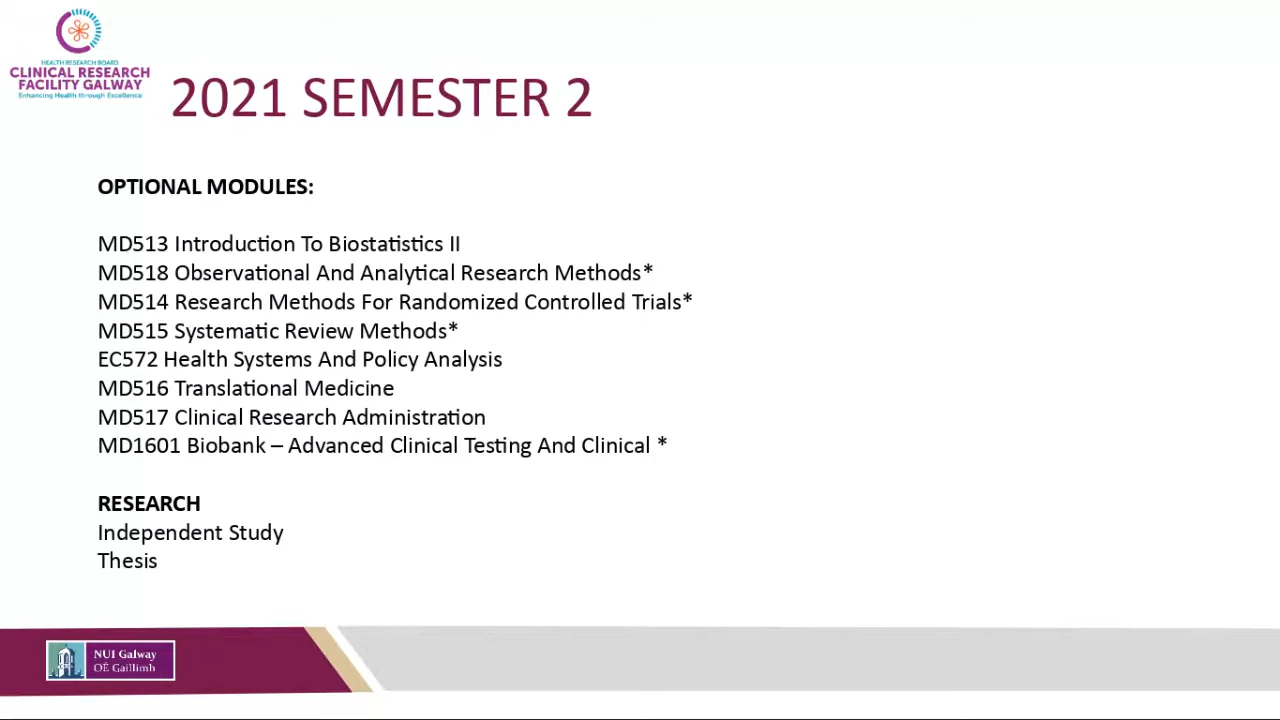 HEALTH RESEARCH BOARD
CLINICAL RESEARCH
FACILITY GALWAY
Enhancing Health through Excellence
2021 SEMESTER 2
OPTIONAL MODULES:
MD513 Introduction To Biostatistics II
MD518 Observational And Analytical Research Methods*
MD514 Research Methods For Randomized Controlled Trials*
MD515 Systematic Review Methods*
EC572 Health Systems And Policy Analysis
MD516 Translational Medicine
MD517 Clinical Research Administration
MD1601 Biobank – Advanced Clinical Testing And Clinical *
RESEARCH
Independent Study
Thesis
NUI Galway
OÉ Gaillimh